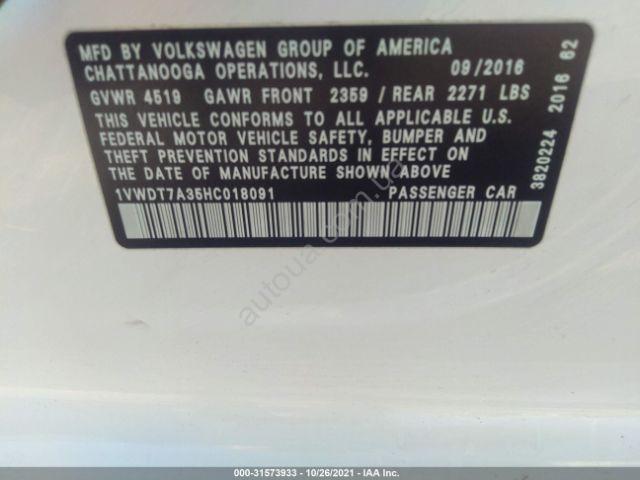 MFD BY VOLKSWAGEN GROUP OF AMERICA
CHATTANOOGA OPERATIONS, LLC. 09/2016
GVWR 4519 GAWR FRONT 2359 / REAR 2271 LBS
THIS VEHICLE CONFORMS TO ALL APPLICABLE U.S.
FEDERAL MOTOR VEHICLE SAFETY, BUMPER AND
THEFT PREVENTION STANDARDS IN EFFECT ON
THE DATE OF MANUFACTURE SHOWN ABOVE
1VWDT7A35HC018091 PASSENGER CAR
3820224 2016 62
autoua.com
000-31573933 - 10/26/2021 - IAA Inc.